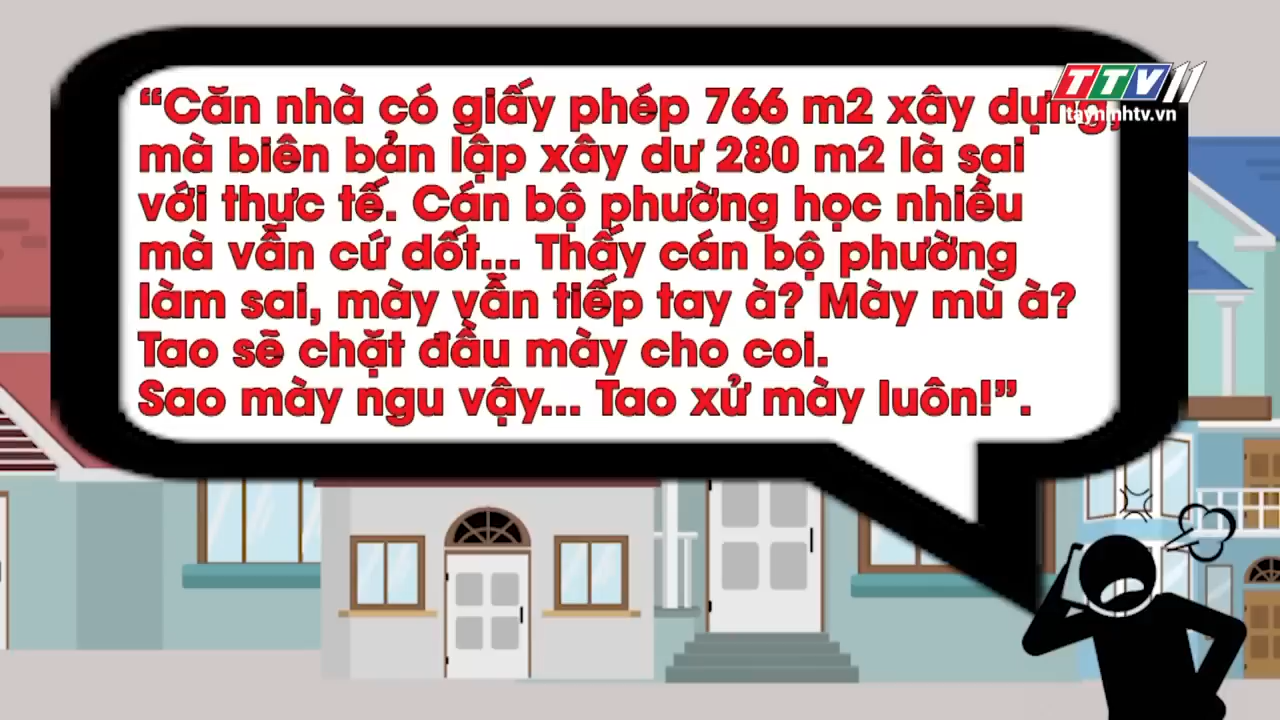 “Căn nhà có giấy phép 766 m2 xây dựng,
mà biên bản lập xây dư 280 m2 là sai
với thực tế. Cán bộ phường học nhiều
mà vẫn cứ dốt... Thấy cán bộ phường
làm sai, mày vẫn tiếp tay à? Mày mù à?
Tao sẽ chặt đầu mày cho coi.
Sao mày ngu vậy... Tao xử mày luôn!”.
TTV11
tayninhtv.vn